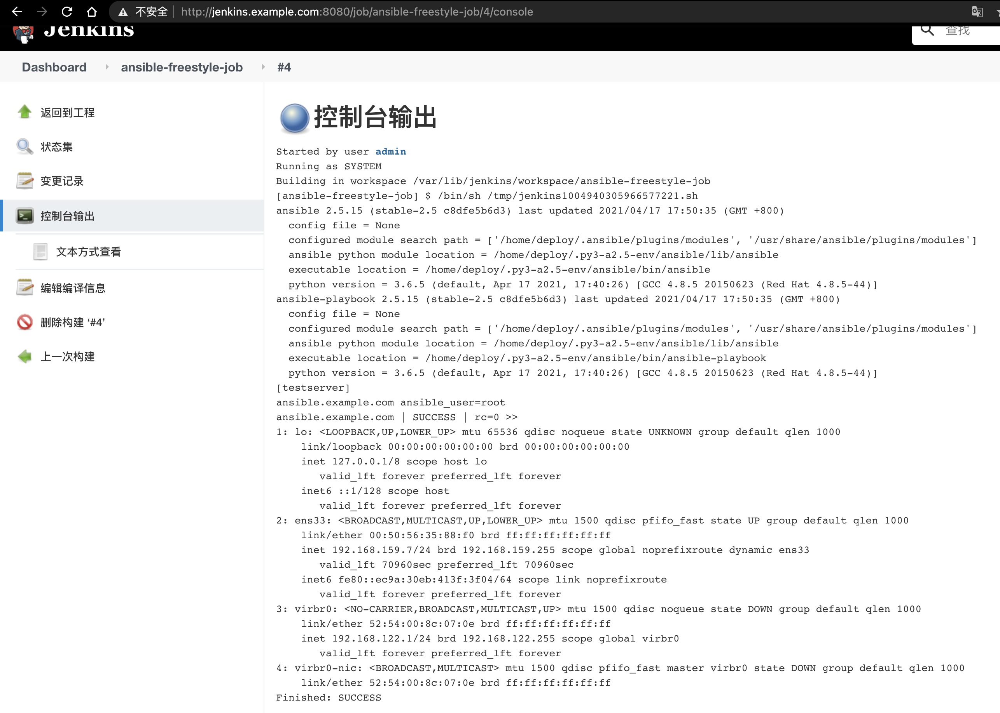 不安全 http://jenkins.example.com:8080/job/ansible-freestyle-job/4/console
Jenkins
查找
Dashboard ansible-freestyle-job #4
返回到工程
状态集
变更记录
控制台输出
文本方式查看
编辑编译信息
删除构建 ‘#4’
上一次构建
控制台输出
Started by user admin
Running as SYSTEM
Building in workspace /var/lib/jenkins/workspace/ansible-freestyle-job
[ansible-freestyle-job] $ /bin/sh /tmp/jenkins1004940305966577221.sh
ansible 2.5.15 (stable-2.5 c8dfe5b6d3) last updated 2021/04/17 17:50:35 (GMT +800)
  config file = None
  configured module search path = ['/home/deploy/.ansible/plugins/modules', '/usr/share/ansible/plugins/modules']
  ansible python module location = /home/deploy/.py3-a2.5-env/ansible/lib/ansible
  executable location = /home/deploy/.py3-a2.5-env/ansible/bin/ansible
  python version = 3.6.5 (default, Apr 17 2021, 17:40:26) [GCC 4.8.5 20150623 (Red Hat 4.8.5-44)]
ansible-playbook 2.5.15 (stable-2.5 c8dfe5b6d3) last updated 2021/04/17 17:50:35 (GMT +800)
  config file = None
  configured module search path = ['/home/deploy/.ansible/plugins/modules', '/usr/share/ansible/plugins/modules']
  ansible python module location = /home/deploy/.py3-a2.5-env/ansible/lib/ansible
  executable location = /home/deploy/.py3-a2.5-env/ansible/bin/ansible-playbook
  python version = 3.6.5 (default, Apr 17 2021, 17:40:26) [GCC 4.8.5 20150623 (Red Hat 4.8.5-44)]
[testserver]
ansible.example.com ansible_user=root
ansible.example.com | SUCCESS | rc=0 >>
1: lo: <LOOPBACK,UP,LOWER_UP> mtu 65536 qdisc noqueue state UNKNOWN group default qlen 1000
    link/loopback 00:00:00:00:00:00 brd 00:00:00:00:00:00
    inet 127.0.0.1/8 scope host lo
       valid_lft forever preferred_lft forever
    inet6 ::1/128 scope host
       valid_lft forever preferred_lft forever
2: ens33: <BROADCAST,MULTICAST,UP,LOWER_UP> mtu 1500 qdisc pfifo_fast state UP group default qlen 1000
    link/ether 00:50:56:35:88:f0 brd ff:ff:ff:ff:ff:ff
    inet 192.168.159.7/24 brd 192.168.159.255 scope global noprefixroute dynamic ens33
       valid_lft 70960sec preferred_lft 70960sec
    inet6 fe80::ec9a:30eb:413f:3f04/64 scope link noprefixroute
       valid_lft forever preferred_lft forever
3: virbr0: <NO-CARRIER,BROADCAST,MULTICAST,UP> mtu 1500 qdisc noqueue state DOWN group default qlen 1000
    link/ether 52:54:00:8c:07:0e brd ff:ff:ff:ff:ff:ff
    inet 192.168.122.1/24 brd 192.168.122.255 scope global virbr0
       valid_lft forever preferred_lft forever
4: virbr0-nic: <BROADCAST,MULTICAST> mtu 1500 qdisc pfifo_fast master virbr0 state DOWN group default qlen 1000
    link/ether 52:54:00:8c:07:0e brd ff:ff:ff:ff:ff:ff
Finished: SUCCESS